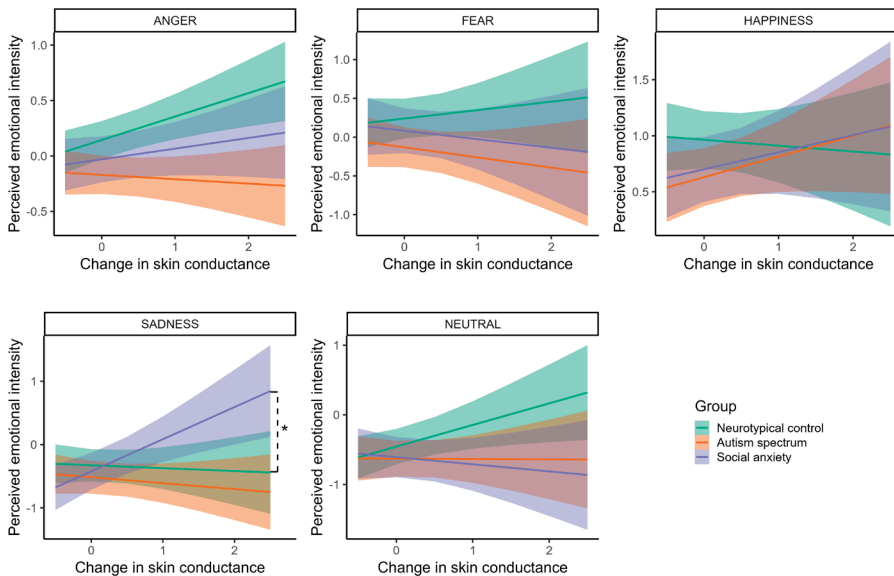 ANGER
Perceived emotional intensity
1.0
0.5
0.0
-0.5
0
1
2
Change in skin conductance
FEAR
Perceived emotional intensity
1.0
0.5
0.0
-0.5
-1.0
0
1
2
Change in skin conductance
HAPPINESS
Perceived emotional intensity
1.5
1.0
0.5
0
1
2
Change in skin conductance
SADNESS
Perceived emotional intensity
1
0
-1
*
0
1
2
Change in skin conductance
NEUTRAL
Perceived emotional intensity
1
0
-1
0
1
2
Change in skin conductance
Group
Neurotypical control
Autism spectrum
Social anxiety